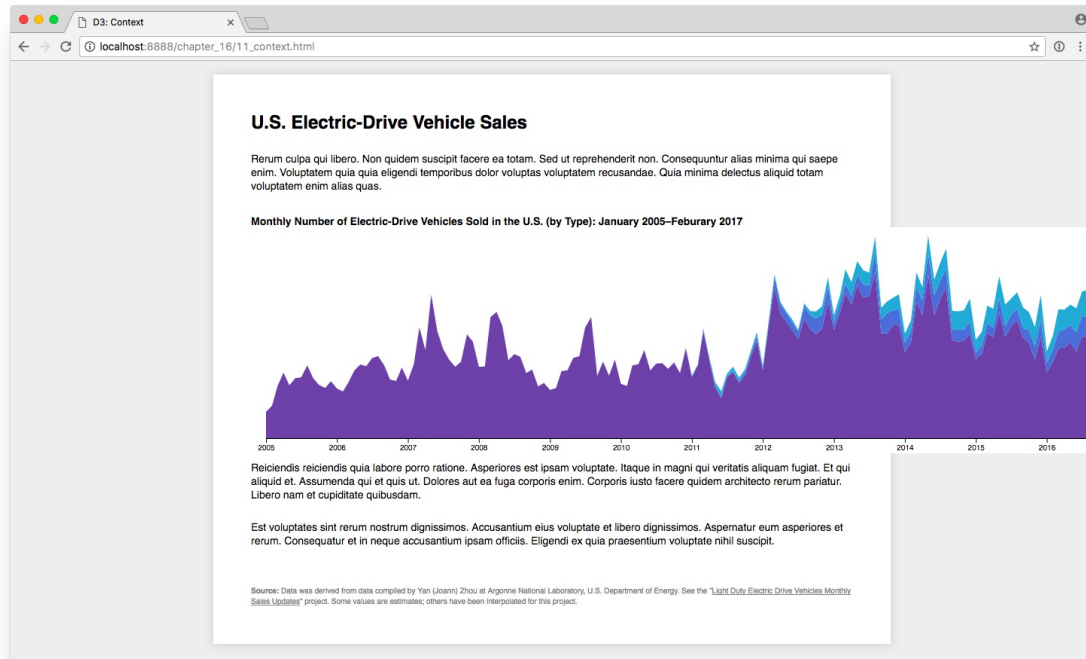 D3: Context
localhost:8888/chapter_16/11_context.html
U.S. Electric-Drive Vehicle Sales
Rerum culpa qui libero. Non quidem suscipit facere ea totam. Sed ut reprehenderit non. Consequuntur alias minima qui saepe
enim. Voluptatem quia quia eligendi temporibus dolor voluptas voluptatem recusandae. Quia minima delectus aliquid totam
voluptatem enim alias quas.
Monthly Number of Electric-Drive Vehicles Sold in the U.S. (by Type): January 2005–Feburary 2017
2005 2006 2007 2008 2009 2010 2011 2012 2013 2014 2015 2016
Reiciendis reiciendis quia labore porro ratione. Asperiores est ipsam voluptate. Itaque in magni qui veritatis aliquam fugiat. Et qui
aliquid et. Assumenda qui et quis ut. Dolores aut ea fuga corporis enim. Corporis iusto facere quidem architecto rerum pariatur.
Libero nam et cupiditate quibusdam.
Est voluptates sint rerum nostrum dignissimos. Accusantium eius voluptate et libero dignissimos. Aspernatur eum asperiores et
rerum. Consequatur et in neque accusantium ipsam officiis. Eligendi ex quia praesentium voluptate nihil suscipit.
Source: Data was derived from data compiled by Yan (Joann) Zhou at Argonne National Laboratory, U.S. Department of Energy. See the "Light Duty Electric Drive Vehicles Monthly
Sales Updates" project. Some values are estimates; others have been interpolated for this project.